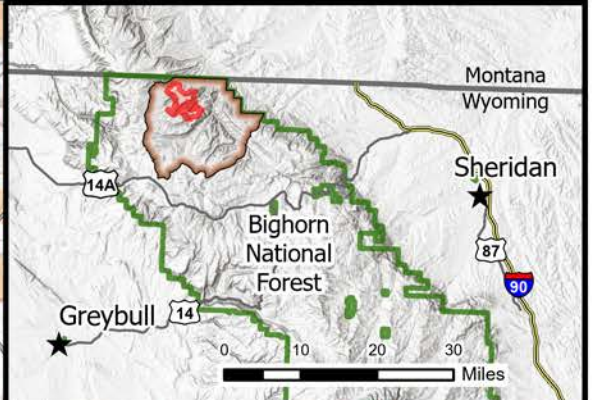 Montana
Wyoming
Sheridan
14A
Bighorn
National
Forest
87
90
Greybull
14
0 10 20 30
Miles